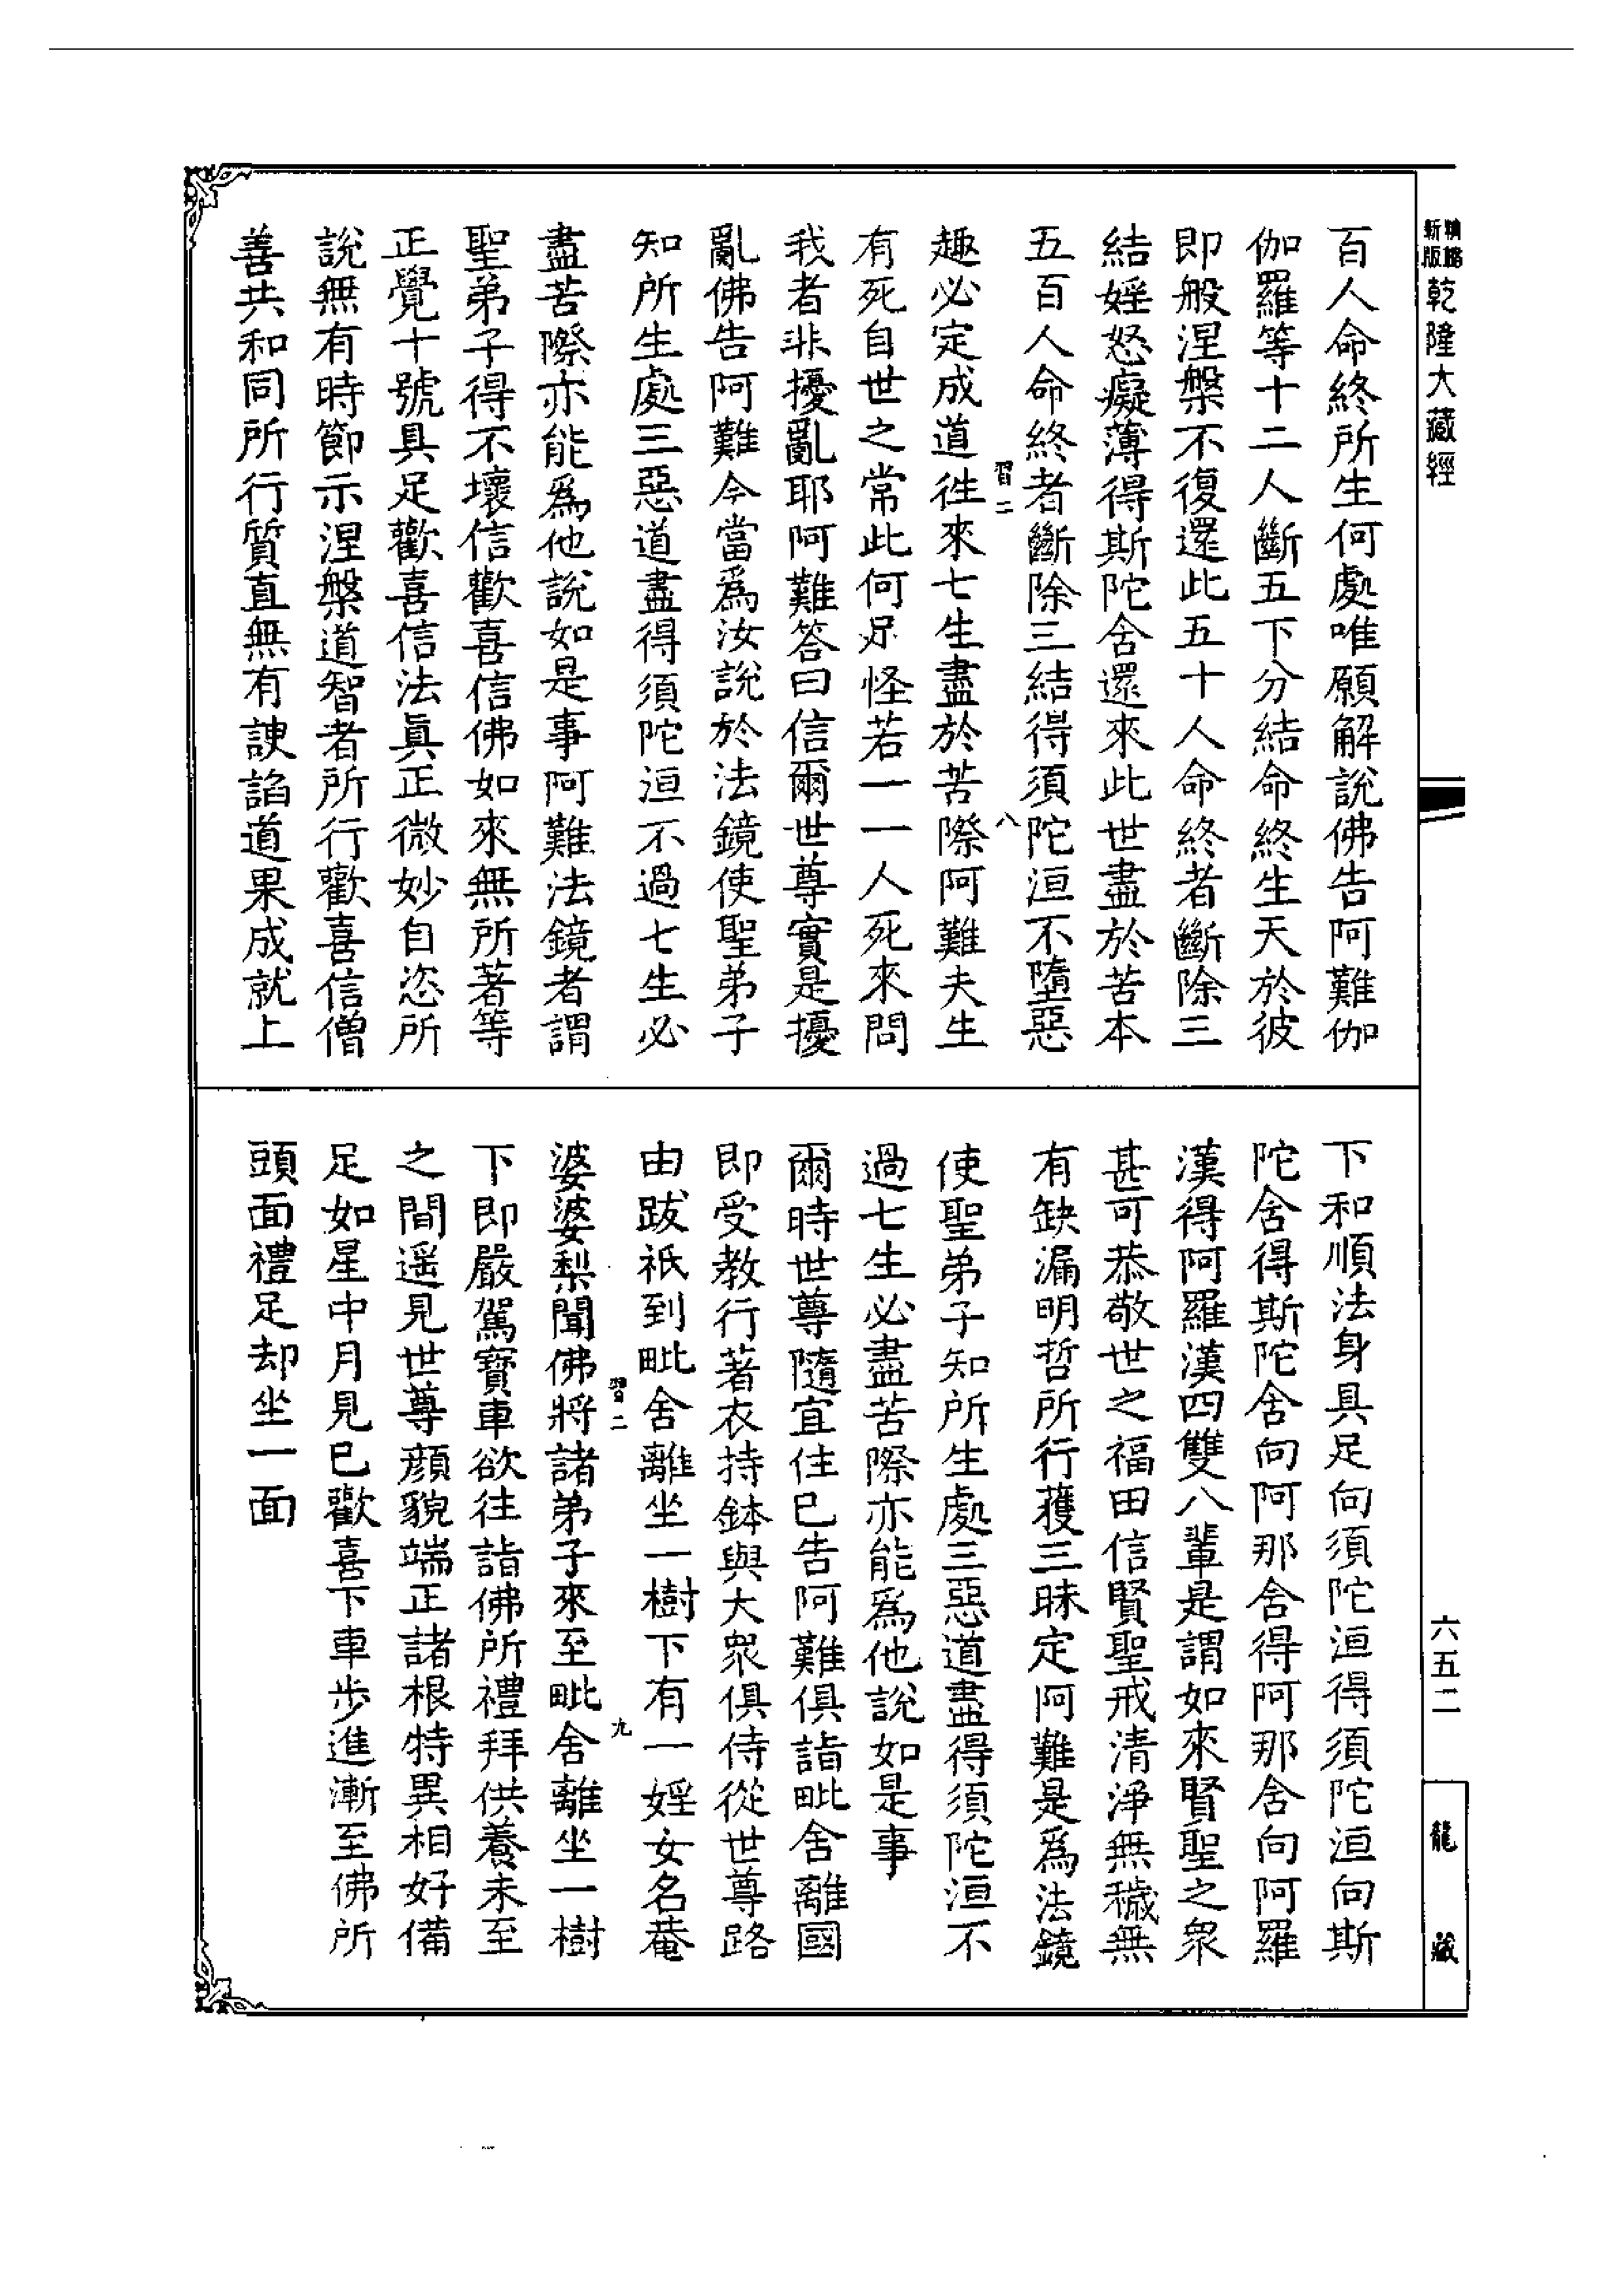 新版
精縮
乾隆大藏經
百人命終所生何處唯願解說佛告阿難伽
伽羅等十二人斷五下分結命終生天於彼
即般涅槃不復還此五十人命終者斷除三
結婬怒癡薄得斯陀含還來此世盡於苦本
五百人命終者斷除三結得須陀洹不墮惡
習二
八
趣必定成道往來七生盡於苦際阿難夫生
有死自世之常此何足怪若一一人死來問
我者非擾亂耶阿難答曰信爾世尊實是擾
亂佛告阿難今當爲汝說於法鏡使聖弟子
知所生處三惡道盡得須陀洹不過七生必
盡苦際亦能爲他說如是事阿難法鏡者謂
聖弟子得不壞信歡喜信佛如來無所著等
正覺十號具足歡喜信法眞正微妙自恣所
說無有時節示涅槃道智者所行歡喜信僧
善共和同所行質直無有諛諂道果成就上
下和順法身具足向須陀洹得須陀洹向斯
陀含得斯陀含向阿那含得阿那含向阿羅
漢得阿羅漢四雙八輩是謂如來賢聖之衆
甚可恭敬世之福田信賢聖戒清淨無穢無
有缺漏明哲所行獲三昧定阿難是爲法鏡
使聖弟子知所生處三惡道盡得須陀洹不
過七生必盡苦際亦能爲他說如是事
爾時世尊隨宜住已告阿難俱詣毗舍離國
即受教行著衣持鉢與大衆俱侍從世尊路
由跋祇到毗舍離坐一樹下有一婬女名菴
習二
九
婆婆梨聞佛將諸弟子來至毗舍離坐一樹
下即嚴駕寶車欲往詣佛所禮拜供養未至
之間遥見世尊顏貌端正諸根特異相好備
足如星中月見已歡喜下車步進漸至佛所
頭面禮足却坐一面
六五二
龍藏